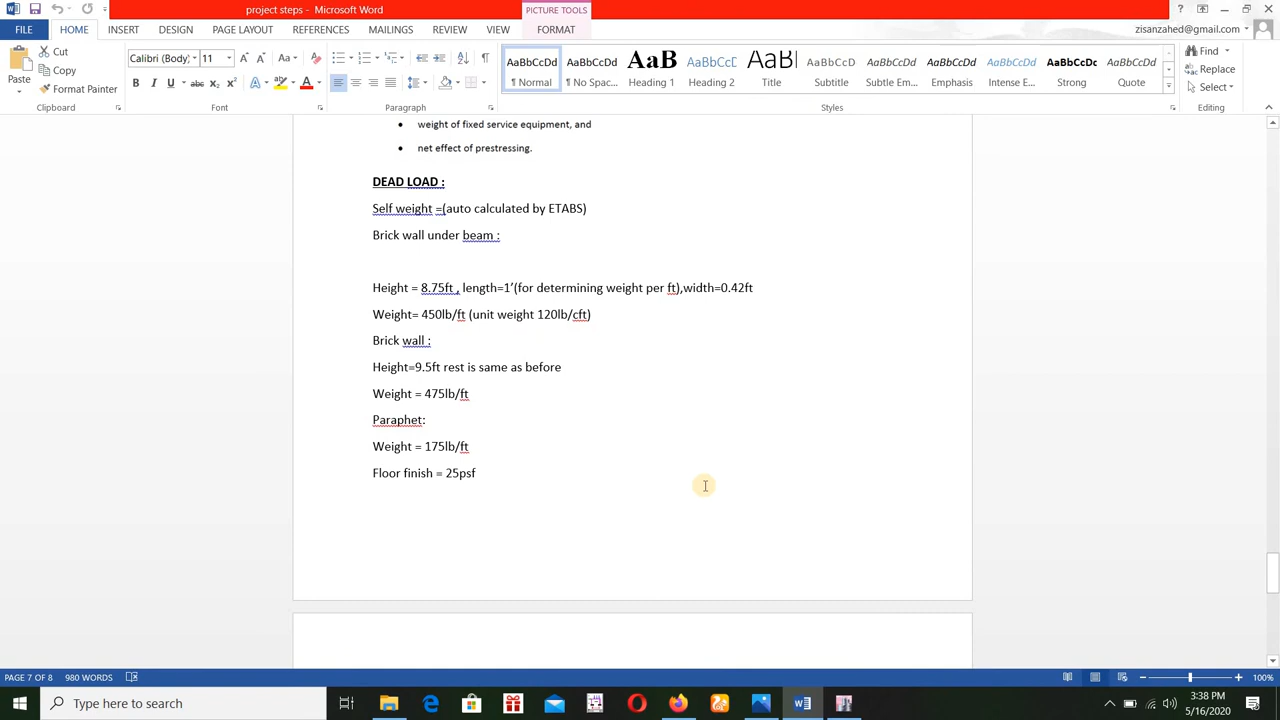 project steps - Microsoft Word
PICTURE TOOLS
FILE HOME INSERT DESIGN PAGE LAYOUT REFERENCES MAILINGS REVIEW VIEW FORMAT
zisanzahed@gmail.com
Paste
Cut
Copy
Format Painter
Calibri (Body) 11
AaBbCcDd AaBbCcDd AaB AaBbCcD AaB AaBbCcD AaBbCcDd AaBbCcDd AaBbCcDd AaBbCcDc AaBbCcDd
¶ Normal ¶ No Spac... Heading 1 Heading 2 Title Subtitle Subtle Em... Emphasis Intense E... Strong Quote
Find
Replace
Select
Clipboard Font Paragraph Styles Editing
• weight of fixed service equipment, and
• net effect of prestressing.
DEAD LOAD :
Self weight =(auto calculated by ETABS)
Brick wall under beam :
Height = 8.75ft , length=1’(for determining weight per ft),width=0.42ft
Weight= 450lb/ft (unit weight 120lb/cft)
Brick wall :
Height=9.5ft rest is same as before
Weight = 475lb/ft
Paraphet:
Weight = 175lb/ft
Floor finish = 25psf
PAGE 7 OF 8 980 WORDS
100%
Type here to search
3:38 PM
5/16/2020